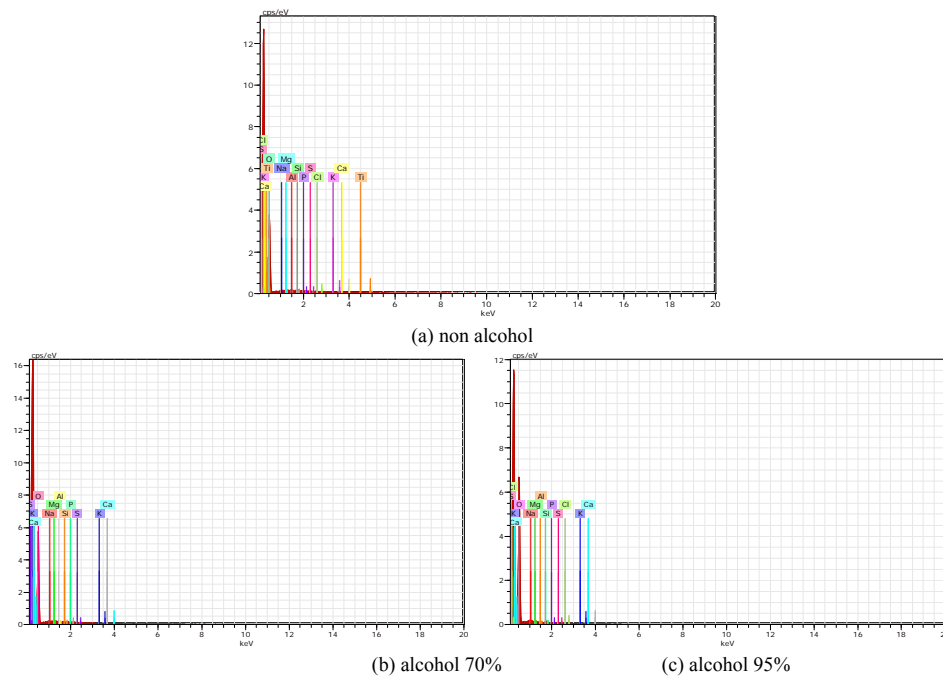 cps/eV
12
10
8
6
4
2
0
Cl
S
O Mg
Ti Na Si S Ca
K Al P Cl K Ti
Ca
2 4 6 8 10 12 14 16 18 20
keV
(a) non alcohol
cps/eV
16
14
12
10
8
6
4
2
0
O Al
S Mg P Ca
K Na Si S K
Ca
2 4 6 8 10 12 14 16 18 20
keV
(b) alcohol 70%
cps/eV
12
10
8
6
4
2
0
Cl
S Al
O Mg P Cl Ca
K Na Si S K
Ca
2 4 6 8 10 12 14 16 18 20
keV
(c) alcohol 95%